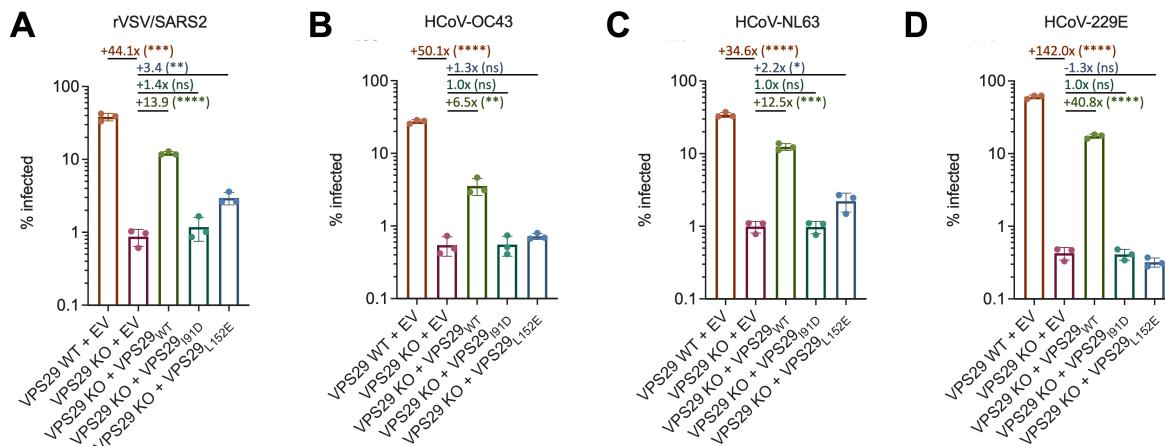 A
rVSV/SARS2
+44.1x (***)
+3.4 (**)
+1.4x (ns)
+13.9 (****)
% infected
100
10
1
0.1
VPS29 WT + EV
VPS29 KO + EV
VPS29 KO + VPS29WT
VPS29 KO + VPS29I91D
VPS29 KO + VPS29L152E
B
HCoV-OC43
+50.1x (****)
+1.3x (ns)
1.0x (ns)
+6.5x (**)
% infected
100
10
1
0.1
VPS29 WT + EV
VPS29 KO + EV
VPS29 KO + VPS29WT
VPS29 KO + VPS29I91D
VPS29 KO + VPS29L152E
C
HCoV-NL63
+34.6x (****)
+2.2x (*)
1.0x (ns)
+12.5x (***)
% infected
100
10
1
0.1
VPS29 WT + EV
VPS29 KO + EV
VPS29 KO + VPS29WT
VPS29 KO + VPS29I91D
VPS29 KO + VPS29L152E
D
HCoV-229E
+142.0x (****)
-1.3x (ns)
1.0x (ns)
+40.8x (****)
% infected
100
10
1
0.1
VPS29 WT + EV
VPS29 KO + EV
VPS29 KO + VPS29WT
VPS29 KO + VPS29I91D
VPS29 KO + VPS29L152E